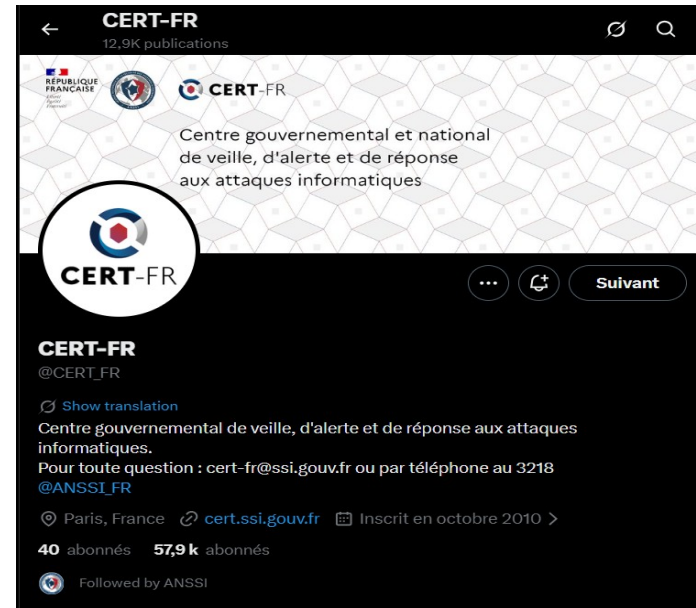 CERT-FR
12,9K publications
RÉPUBLIQUE
FRANÇAISE
Liberté
Égalité
Fraternité
CERT-FR
Centre gouvernemental et national
de veille, d'alerte et de réponse
aux attaques informatiques
CERT-FR
Suivant
CERT-FR
@CERT_FR
Show translation
Centre gouvernemental de veille, d'alerte et de réponse aux attaques
informatiques.
Pour toute question : cert-fr@ssi.gouv.fr ou par téléphone au 3218
@ANSSI_FR
Paris, France cert.ssi.gouv.fr Inscrit en octobre 2010
40 abonnés 57,9 k abonnés
Followed by ANSSI